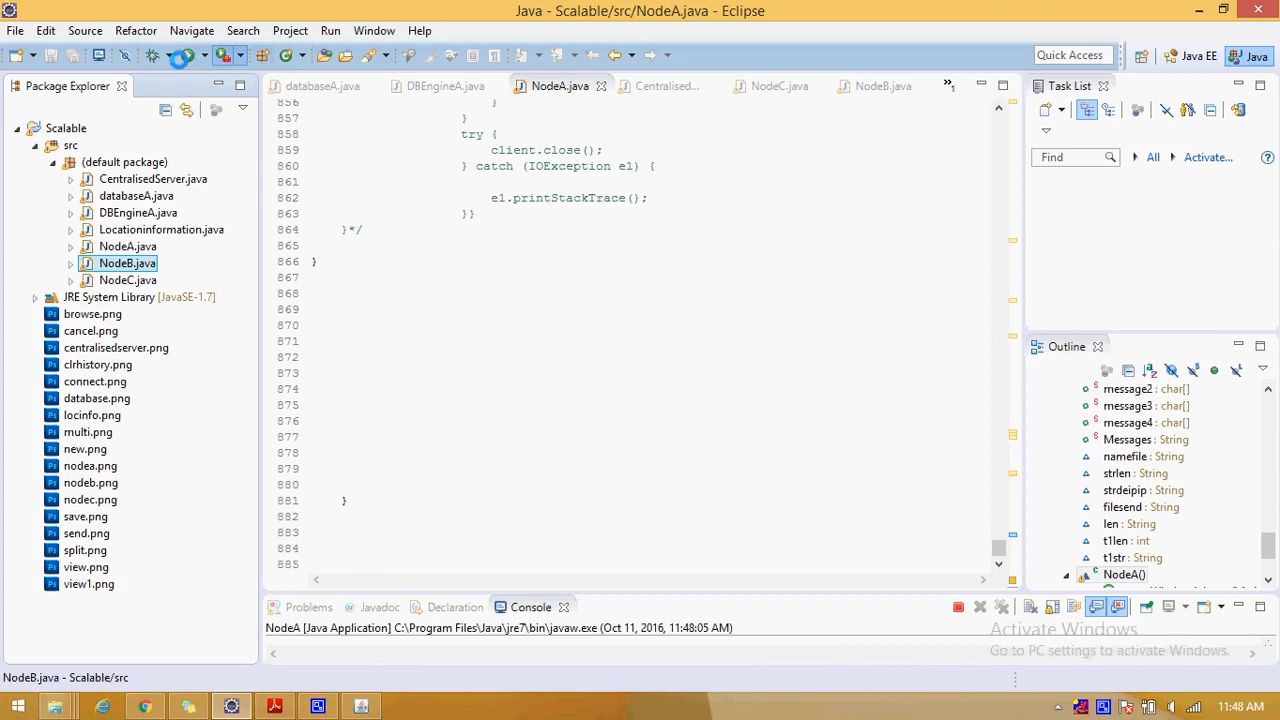 Java - Scalable/src/NodeA.java - Eclipse
File Edit Source Refactor Navigate Search Project Run Window Help
Quick Access Java EE Java
Package Explorer
databaseA.java DBEngineA.java NodeA.java Centralised... NodeC.java NodeB.java »1
Task List
Scalable
src
(default package)
CentralisedServer.java
databaseA.java
DBEngineA.java
Locationinformation.java
NodeA.java
NodeB.java
NodeC.java
JRE System Library [JavaSE-1.7]
browse.png
cancel.png
centralisedserver.png
clrhistory.png
connect.png
database.png
locinfo.png
multi.png
new.png
nodea.png
nodeb.png
nodec.png
save.png
send.png
split.png
view.png
view1.png
856 }
857 }
858 try {
859 client.close();
860 } catch (IOException e1) {
861
862 e1.printStackTrace();
863 }}
864 }*/
865
866 }
867
868
869
870
871
872
873
874
875
876
877
878
879
880
881 }
882
883
884
885
Find All Activate...
Outline
message2 : char[]
message3 : char[]
message4 : char[]
Messages : String
namefile : String
strlen : String
strdeipip : String
filesend : String
len : String
t1len : int
t1str : String
NodeA()
Problems Javadoc Declaration Console
NodeA [Java Application] C:\Program Files\Java\jre7\bin\javaw.exe (Oct 11, 2016, 11:48:05 AM)
Activate Windows
Go to PC settings to activate Windows.
NodeB.java - Scalable/src
11:48 AM